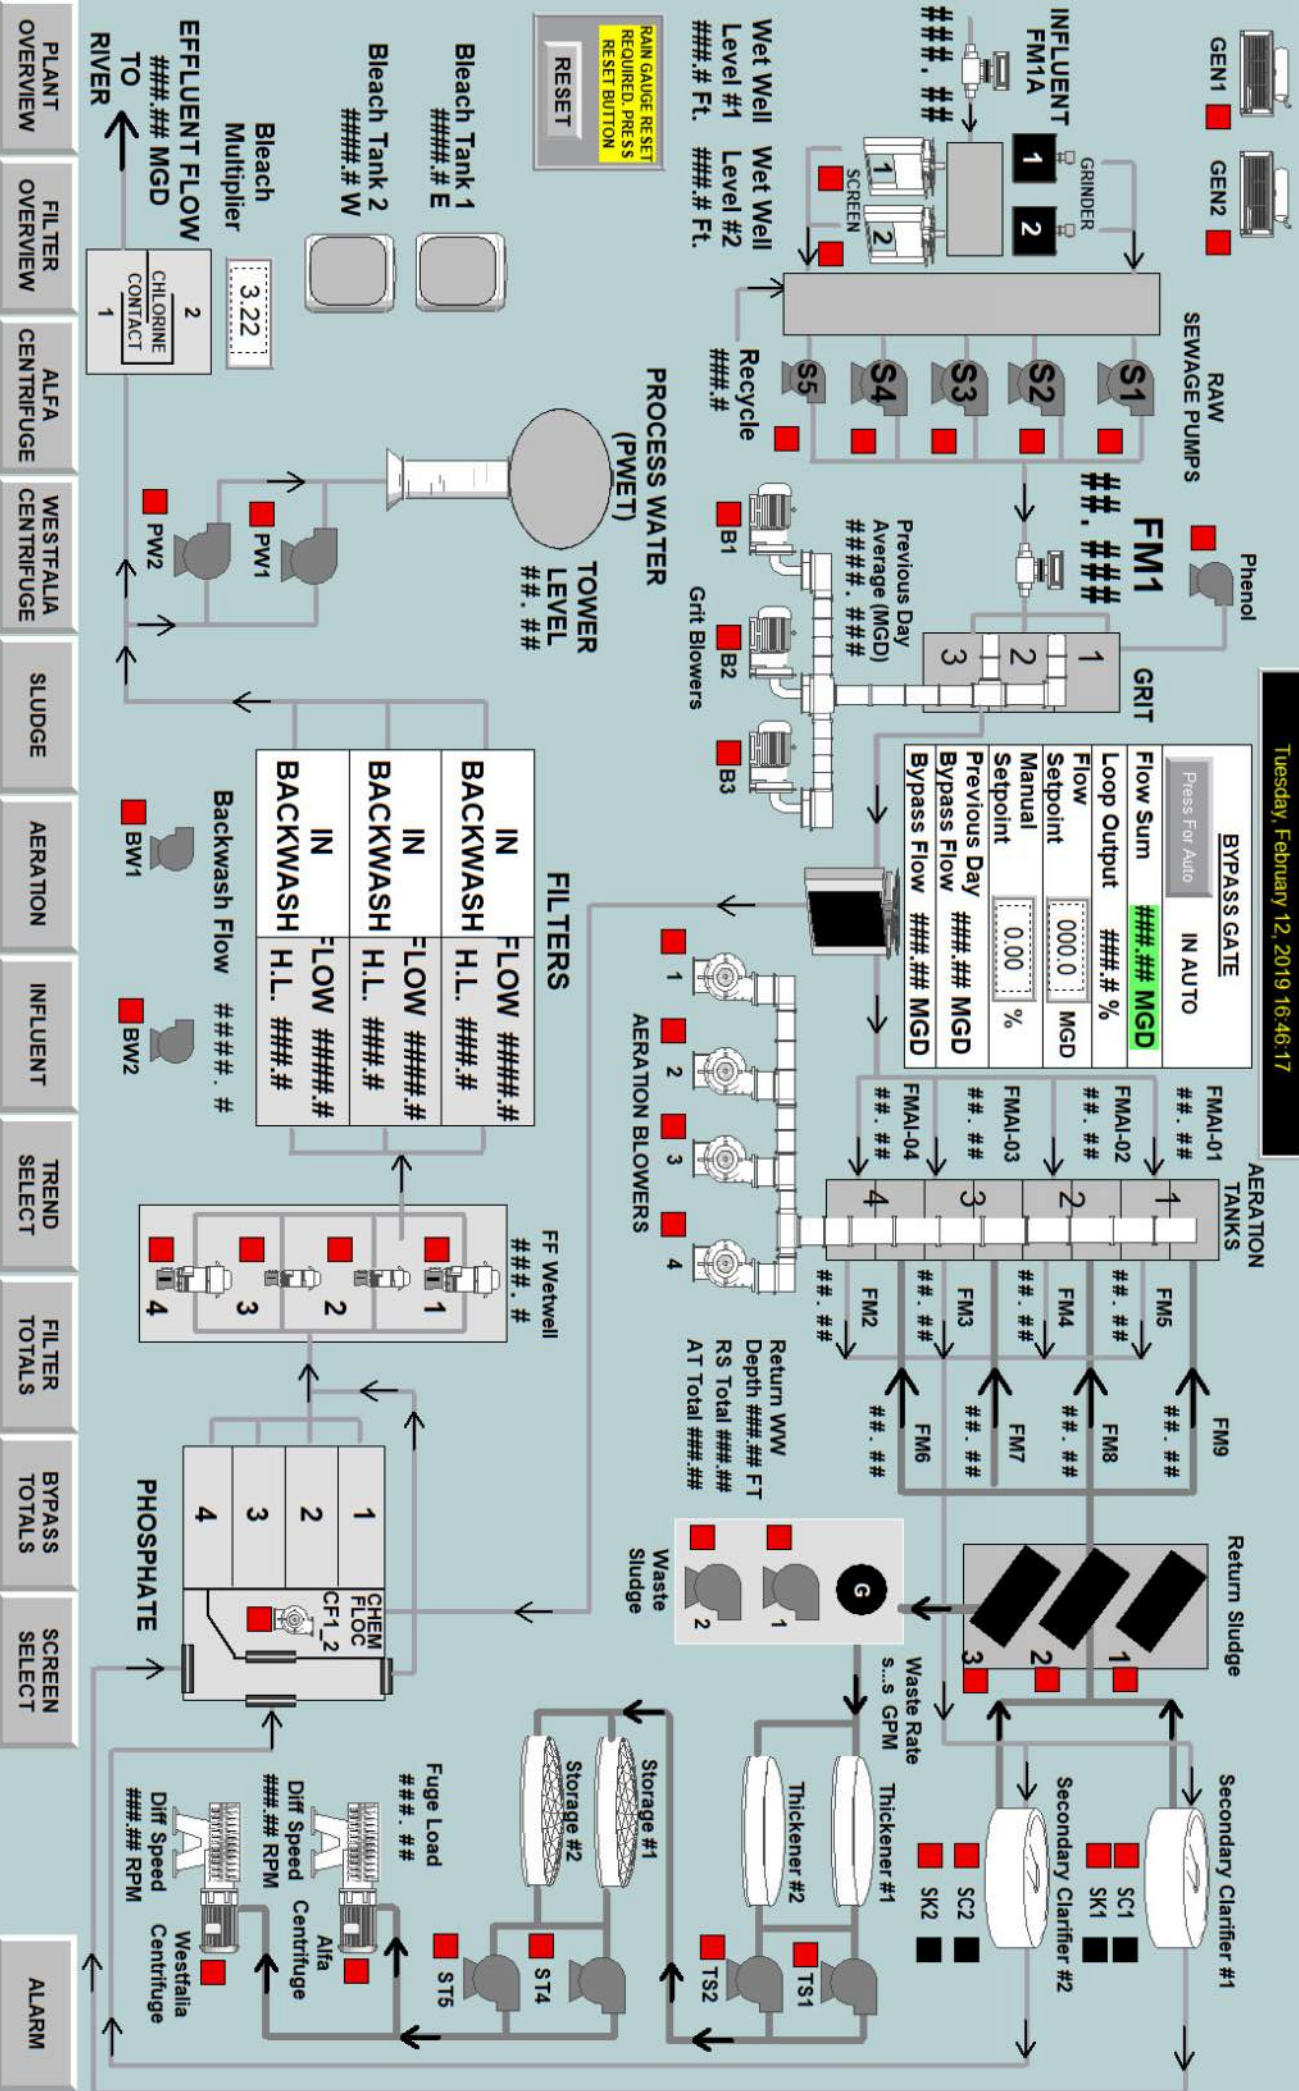 Tuesday, February 12, 2019 16:46:17
GEN1
GEN2
INFLUENT
FM1A
###.##
GRINDER
1
2
1
2
SCREEN
Wet Well
Level #1
###.# Ft.
Wet Well
Level #2
###.# Ft.
RAIN GAUGE RESET
REQUIRED. PRESS
RESET BUTTON
RESET
RAW
SEWAGE PUMPS
S1
S2
S3
S4
S5
Recycle
###.#
Phenol
FM1
##.###
Previous Day
Average (MGD)
####.###
GRIT
1
2
3
B1
B2
B3
Grit Blowers
BYPASS GATE
Press For Auto
IN AUTO
Flow Sum ###.## MGD
Loop Output ###.# %
Flow
Setpoint 000.0 MGD
Manual
Setpoint 0.00 %
Previous Day
Bypass Flow ###.## MGD
Bypass Flow ###.## MGD
FMAI-01
##.##
FMAI-02
##.##
FMAI-03
##.##
FMAI-04
##.##
AERATION
TANKS
1
2
3
4
FM5
##.##
FM4
##.##
FM3
##.##
FM2
##.##
FM9
##.##
FM8
##.##
FM7
##.##
FM6
##.##
1
2
3
4
AERATION BLOWERS
Return WW
Depth ###.## FT
RS Total ###.##
AT Total ###.##
Return Sludge
1
2
3
G
1
2
Waste
Sludge
Waste Rate
s...s GPM
Secondary Clarifier #1
SC1
SK1
Secondary Clarifier #2
SC2
SK2
Thickener #1
Thickener #2
TS1
TS2
Storage #1
Storage #2
ST4
ST5
Fuge Load
###.##
Alfa
Centrifuge
Diff Speed
###.## RPM
Westfalia
Centrifuge
Diff Speed
###.## RPM
Bleach Tank 1
####.# E
Bleach Tank 2
####.# W
Bleach
Multiplier
3.22
EFFLUENT FLOW
###.## MGD
TO
RIVER
2
CHLORINE
CONTACT
1
PROCESS WATER
(PWET)
TOWER
LEVEL
##.##
PW1
PW2
FILTERS
IN
BACKWASH
FLOW ####.#
H.L. ###.#
IN
BACKWASH
FLOW ####.#
H.L. ###.#
IN
BACKWASH
FLOW ####.#
H.L. ###.#
Backwash Flow ####.#
BW1
BW2
FF Wetwell
###.#
1
2
3
4
1
2
3
4
CHEM
FLOC
CF1_2
PHOSPHATE
PLANT
OVERVIEW
FILTER
OVERVIEW
ALFA
CENTRIFUGE
WESTFALIA
CENTRIFUGE
SLUDGE
AERATION
INFLUENT
TREND
SELECT
FILTER
TOTALS
BYPASS
TOTALS
SCREEN
SELECT
ALARM